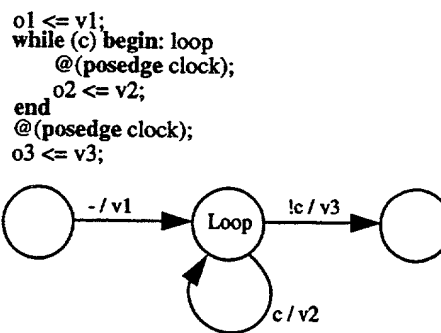 o1 <= v1;
while (c) begin: loop
@(posedge clock);
o2 <= v2;
end
@(posedge clock);
o3 <= v3;
- / v1
Loop
!c / v3
c / v2